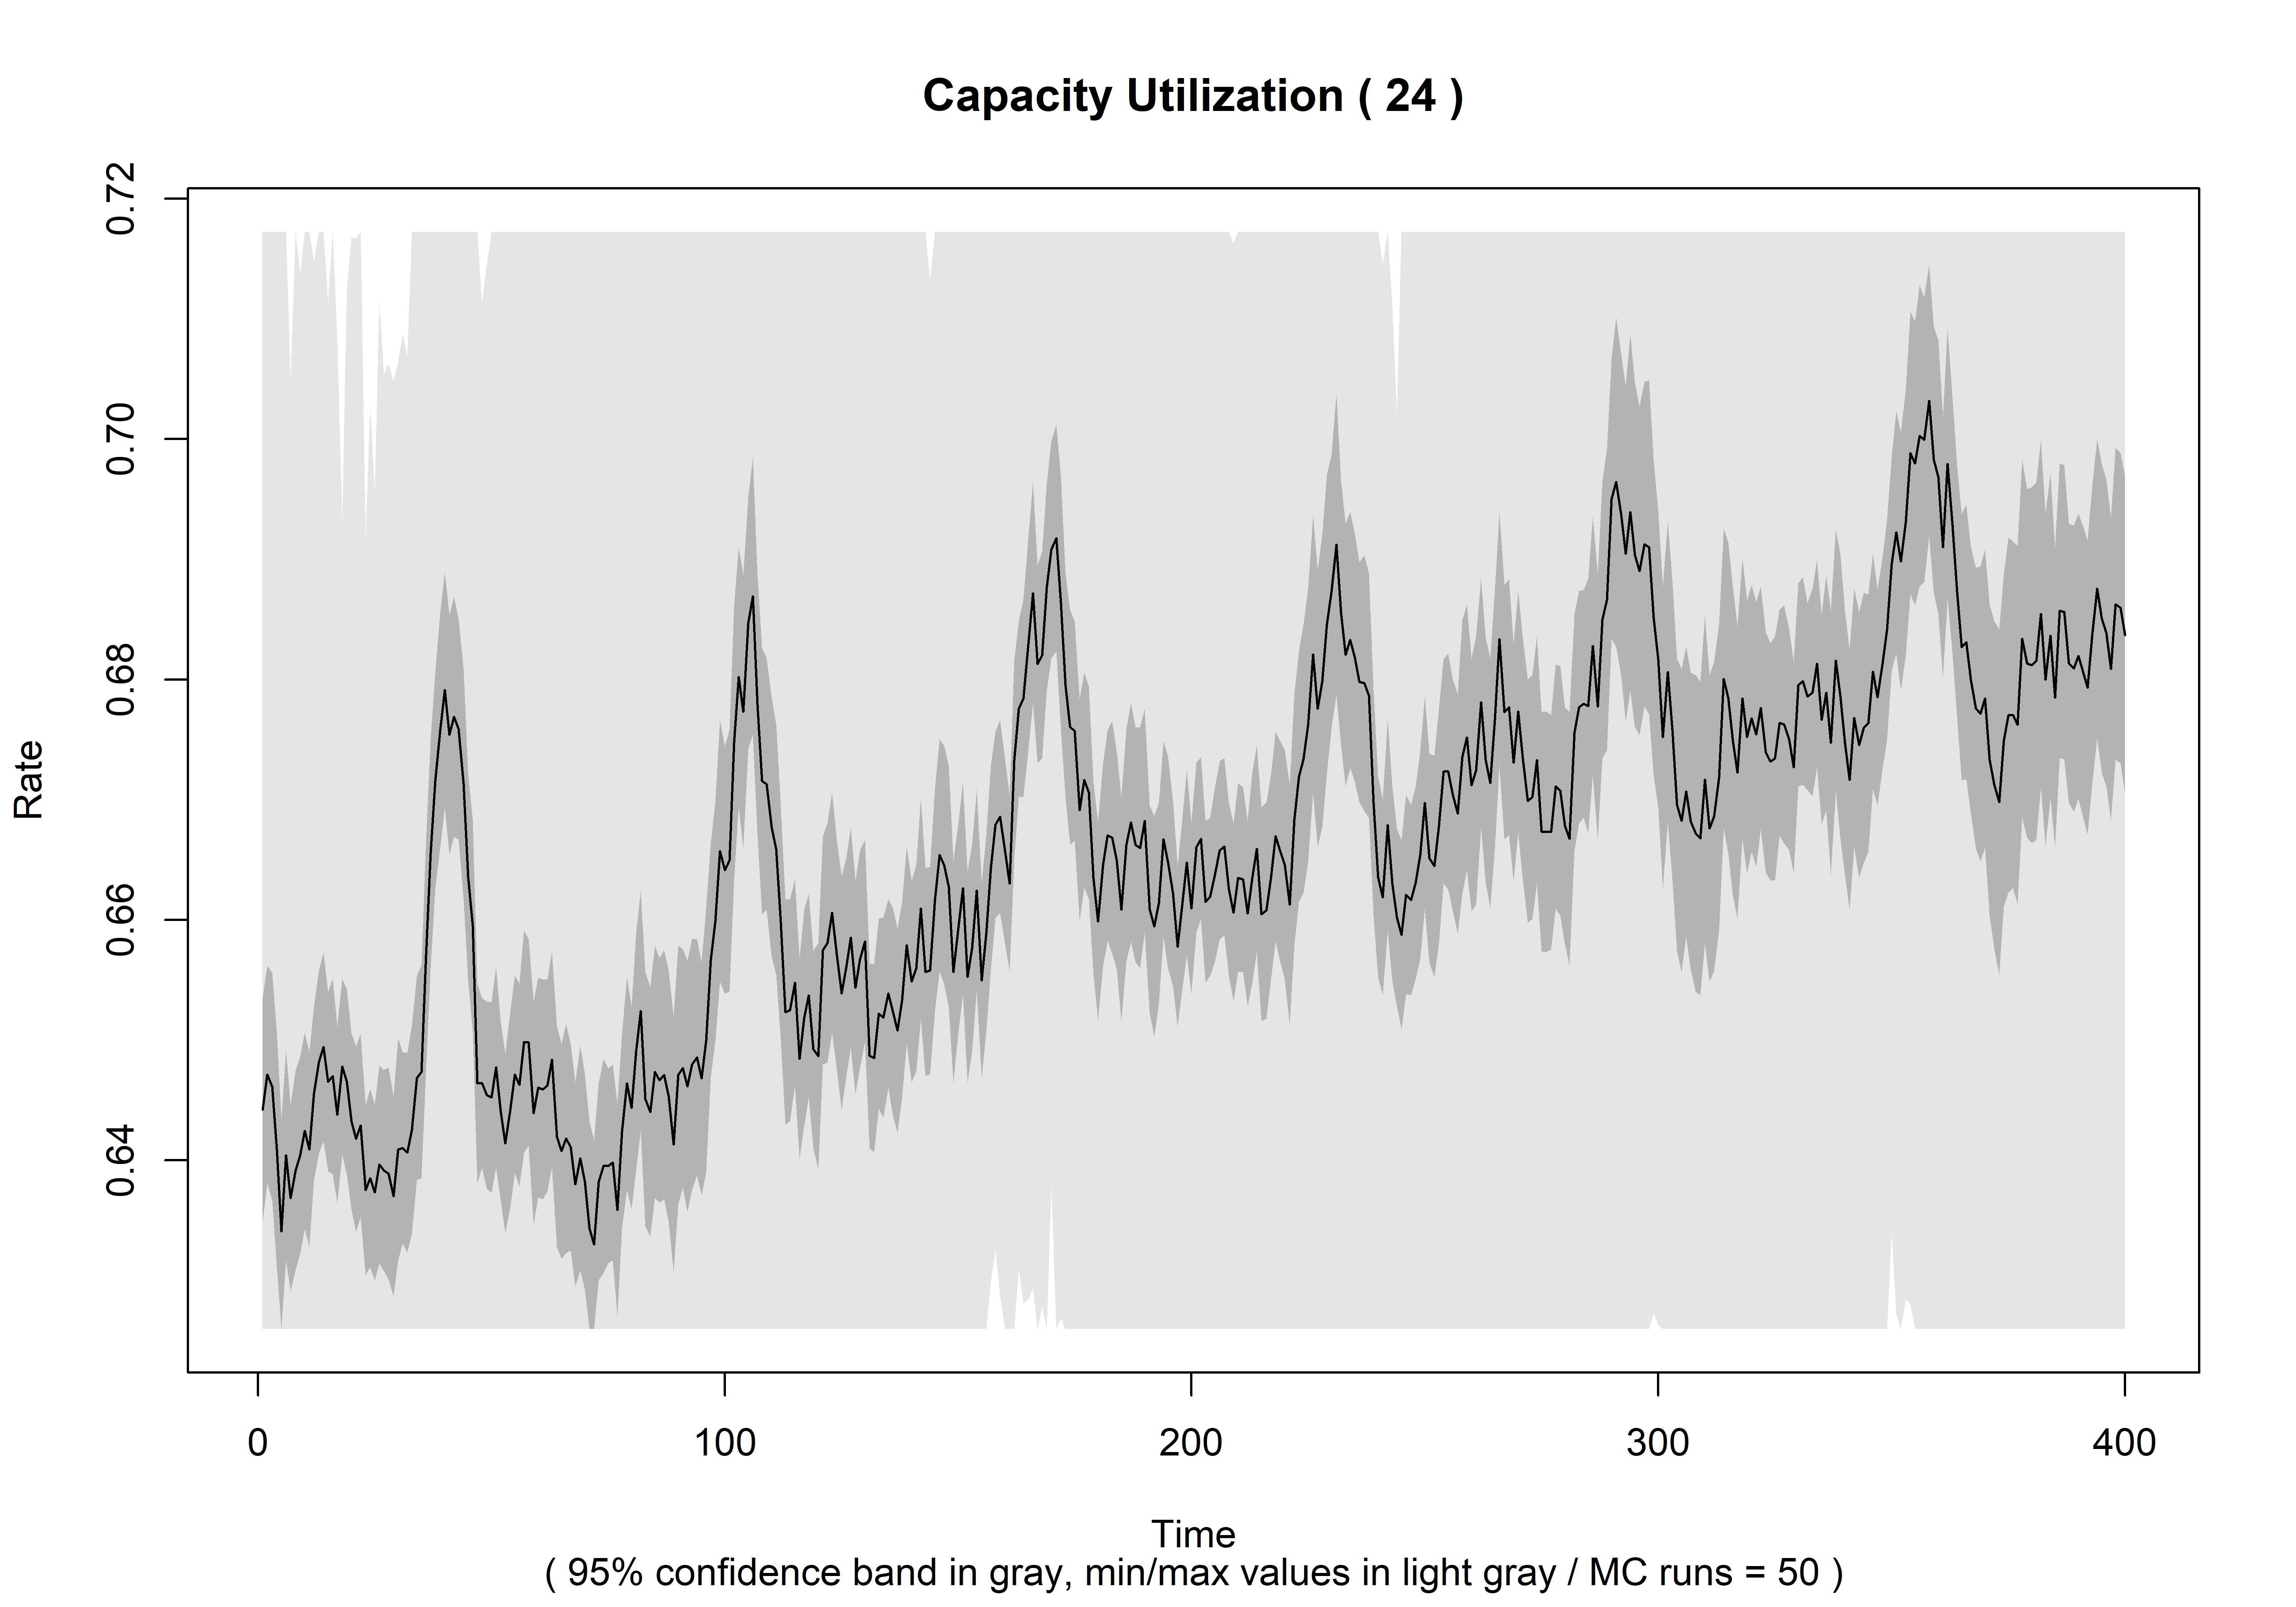 Capacity Utilization ( 24 )
0.72
0.70
0.68
0.66
0.64
Rate
0 100 200 300 400
Time
( 95% confidence band in gray, min/max values in light gray / MC runs = 50 )